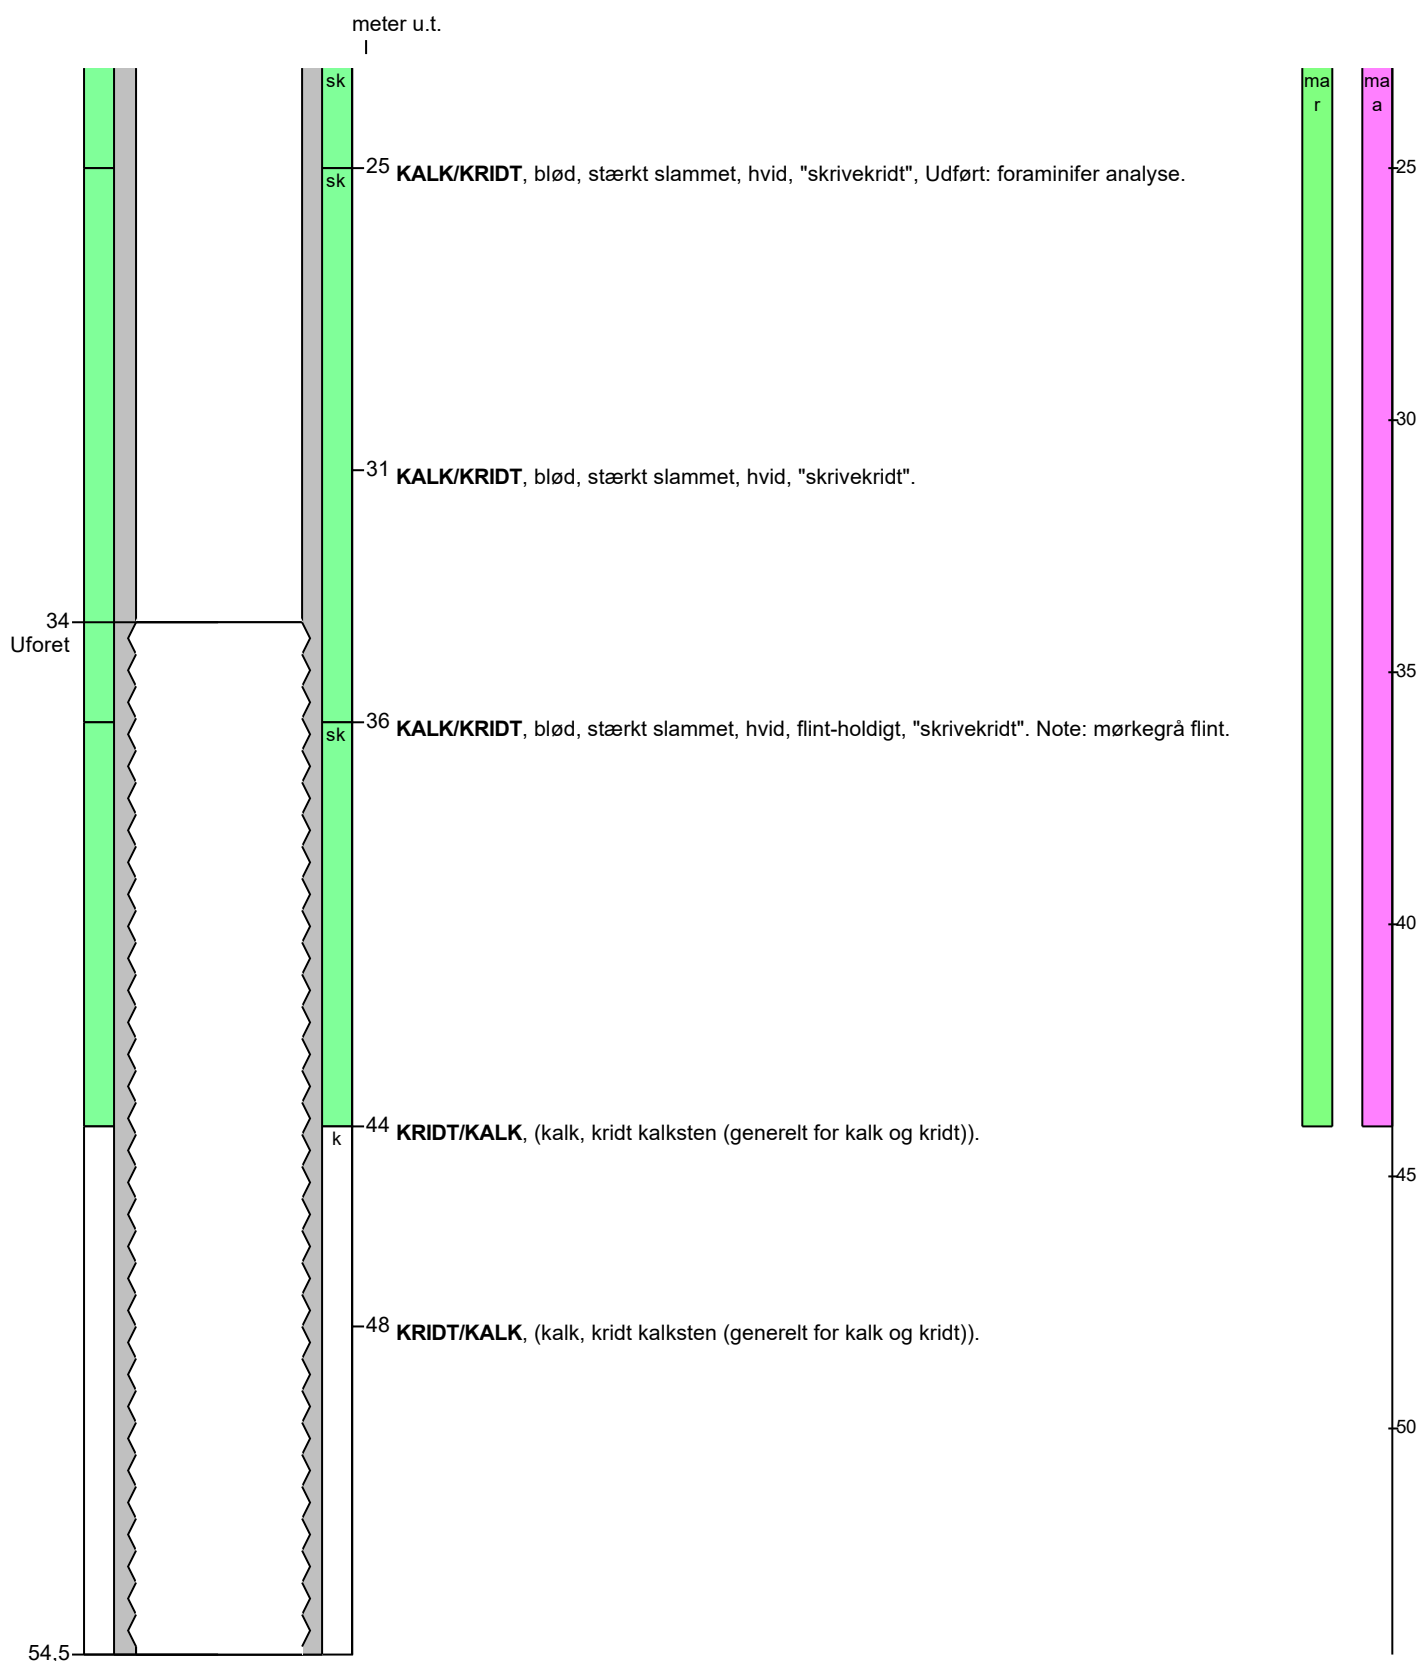 meter u.t.
sk
ma
r
ma
a
25
sk
KALK/KRIDT, blød, stærkt slammet, hvid, "skrivekridt", Udført: foraminifer analyse.
25
30
31
KALK/KRIDT, blød, stærkt slammet, hvid, "skrivekridt".
34
Uforet
35
36
sk
KALK/KRIDT, blød, stærkt slammet, hvid, flint-holdigt, "skrivekridt". Note: mørkegrå flint.
40
44
k
KRIDT/KALK, (kalk, kridt kalksten (generelt for kalk og kridt)).
45
48
KRIDT/KALK, (kalk, kridt kalksten (generelt for kalk og kridt)).
50
54,5